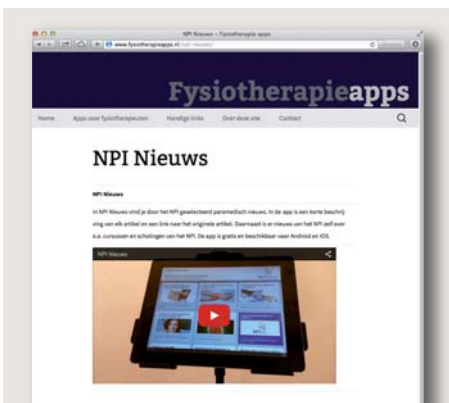 NPI Nieuws – Fysiotherapie apps
www.fysiotherapieapps.nl/npi-nieuws/
Fysiotherapieapps
Home Apps voor fysiotherapeuten Handige links Over deze site Contact
NPI Nieuws
NPI Nieuws
In NPI Nieuws vind je door het NPI geselecteerd paramedisch nieuws. In de app is een korte beschrij-
ving van elk artikel en een link naar het originele artikel. Daarnaast is er nieuws van het NPI zelf over
e.a. cursussen en scholingen van het NPI. De app is gratis en beschikbaar voor Android en iOS.
NPI Nieuws